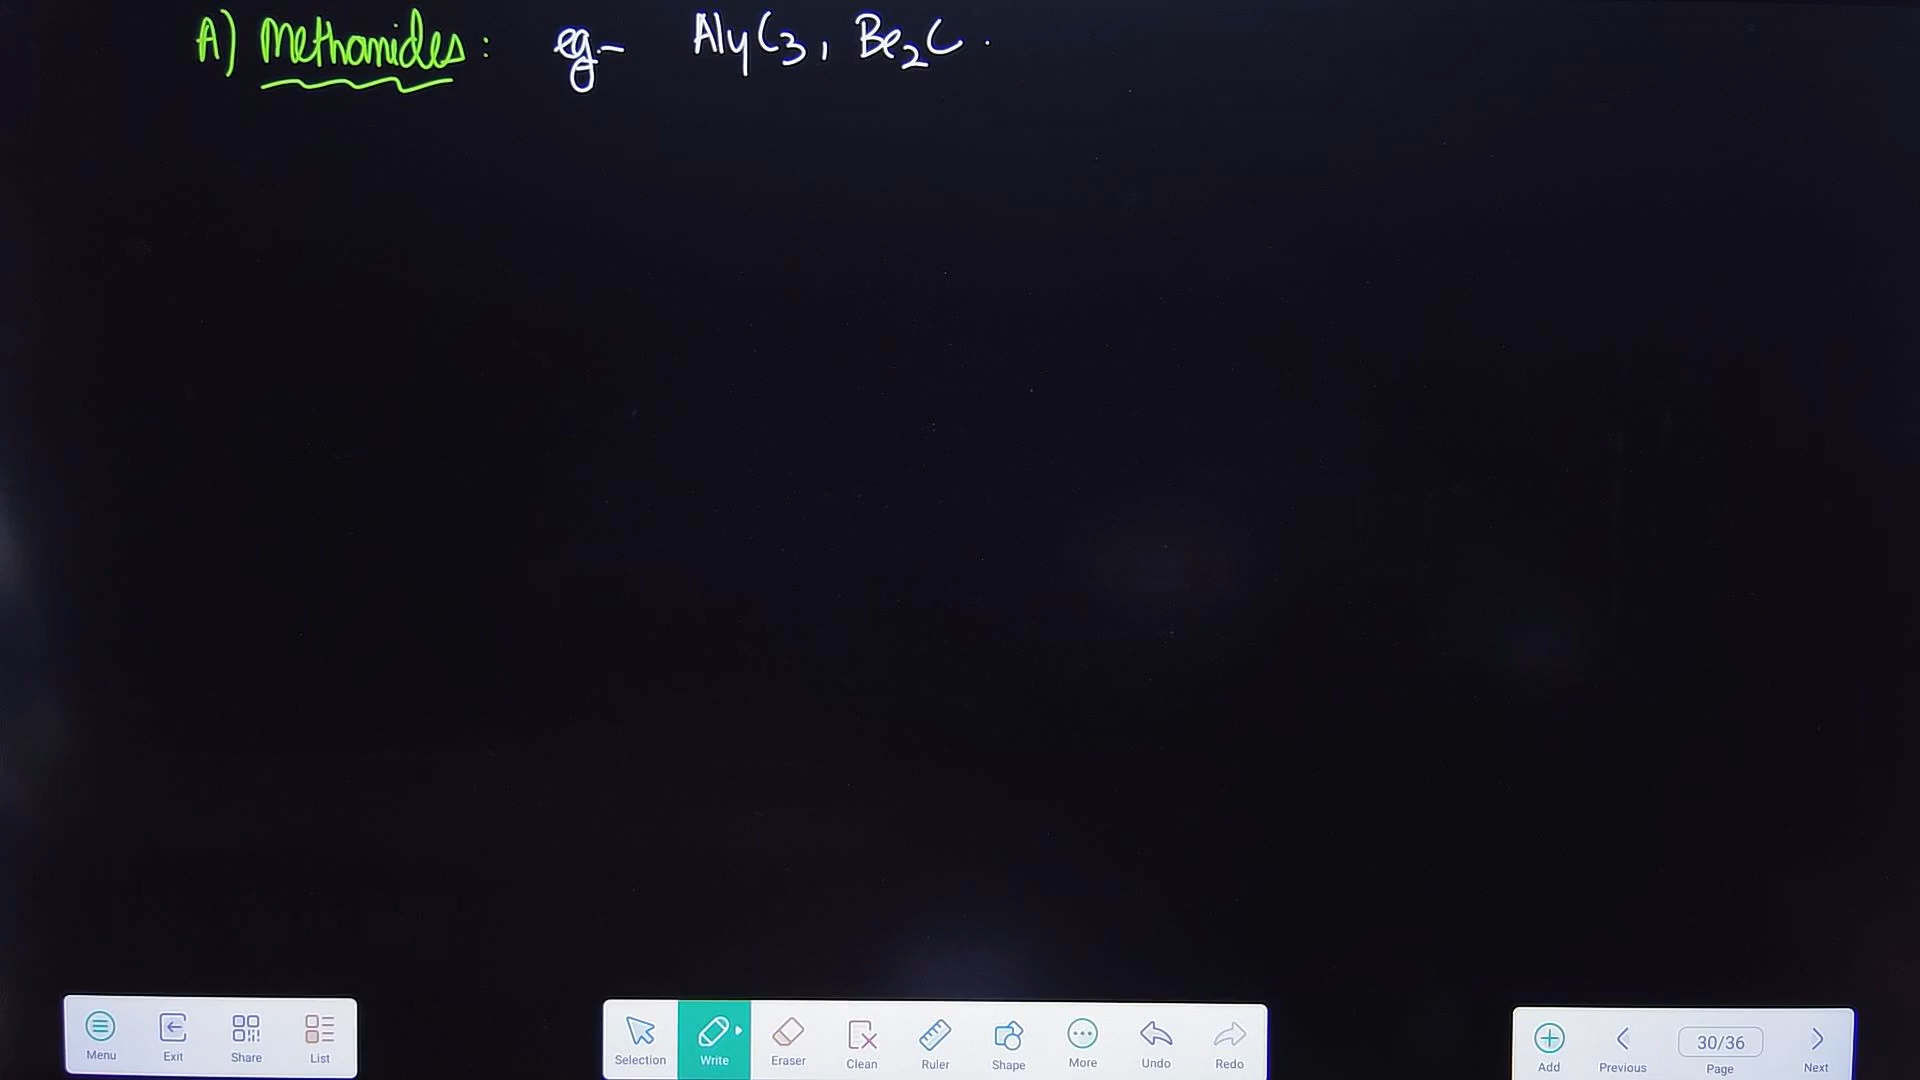 A) Methanides : eg:- Al4C3, Be2C.
Menu Exit Share List
Selection Write Eraser Clean Ruler Shape More Undo Redo
Add Previous 30/36 Page Next